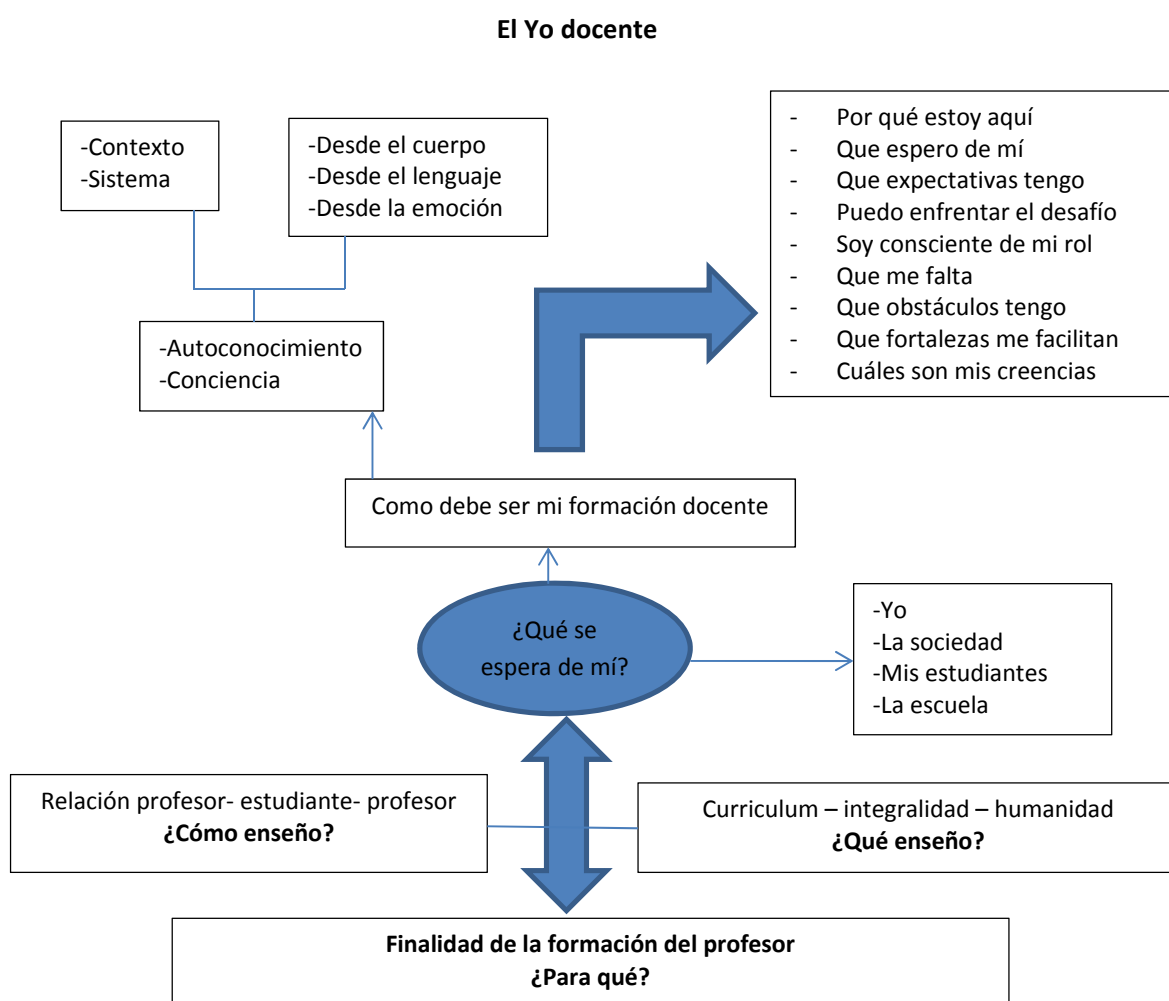 El Yo docente
-Contexto
-Sistema
-Desde el cuerpo
-Desde el lenguaje
-Desde la emoción
- Por qué estoy aquí
- Que espero de mí
- Que expectativas tengo
- Puedo enfrentar el desafío
- Soy consciente de mi rol
- Que me falta
- Que obstáculos tengo
- Que fortalezas me facilitan
- Cuáles son mis creencias
-Autoconocimiento
-Conciencia
Como debe ser mi formación docente
¿Qué se
espera de mí?
-Yo
-La sociedad
-Mis estudiantes
-La escuela
Relación profesor- estudiante- profesor
¿Cómo enseño?
Curriculum – integralidad – humanidad
¿Qué enseño?
Finalidad de la formación del profesor
¿Para qué?